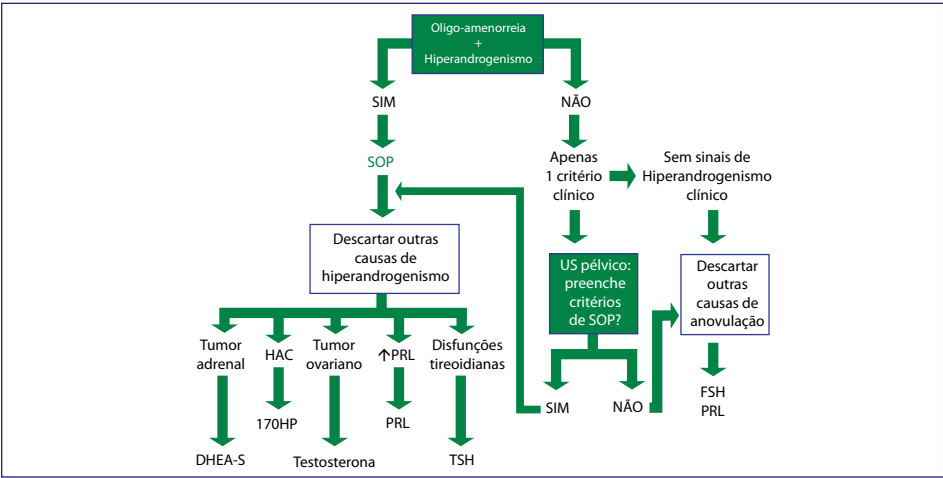 Oligo-amenorreia
+
Hiperandrogenismo
SIM
NÃO
SOP
Apenas
1 critério
clínico
Sem sinais de
Hiperandrogenismo
clínico
Descartar outras
causas de
hiperandrogenismo
US pélvico:
preenche
critérios
de SOP?
Descartar
outras
causas de
anovulação
Tumor
adrenal
HAC
Tumor
ovariano
↑PRL
Disfunções
tireoidianas
SIM
NÃO
FSH
PRL
170HP
PRL
DHEA-S
Testosterona
TSH